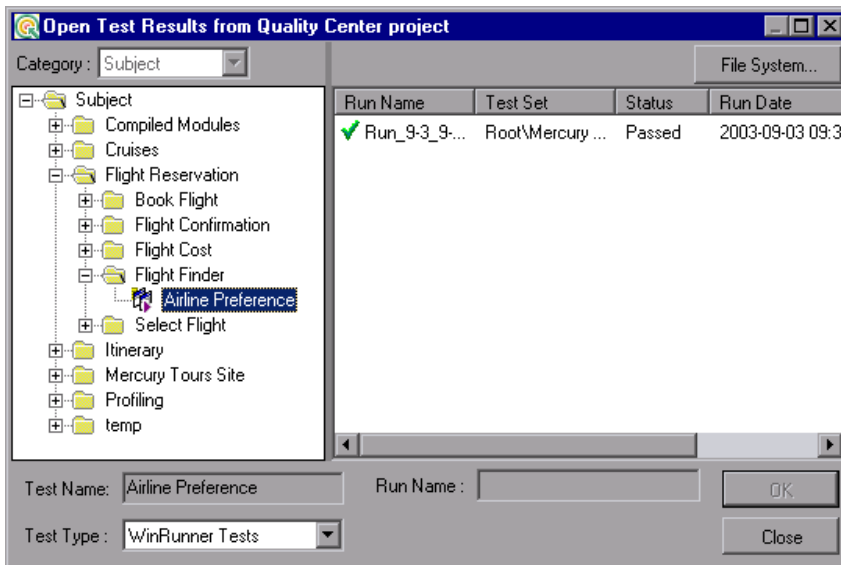 Open Test Results from Quality Center project
Category : Subject
File System...
Subject
Compiled Modules
Cruises
Flight Reservation
Book Flight
Flight Confirmation
Flight Cost
Flight Finder
Airline Preference
Select Flight
Itinerary
Mercury Tours Site
Profiling
temp
Run Name Test Set Status Run Date
Run_9-3_9-... Root\Mercury ... Passed 2003-09-03 09:3
Test Name: Airline Preference Run Name :
OK
Test Type : WinRunner Tests
Close